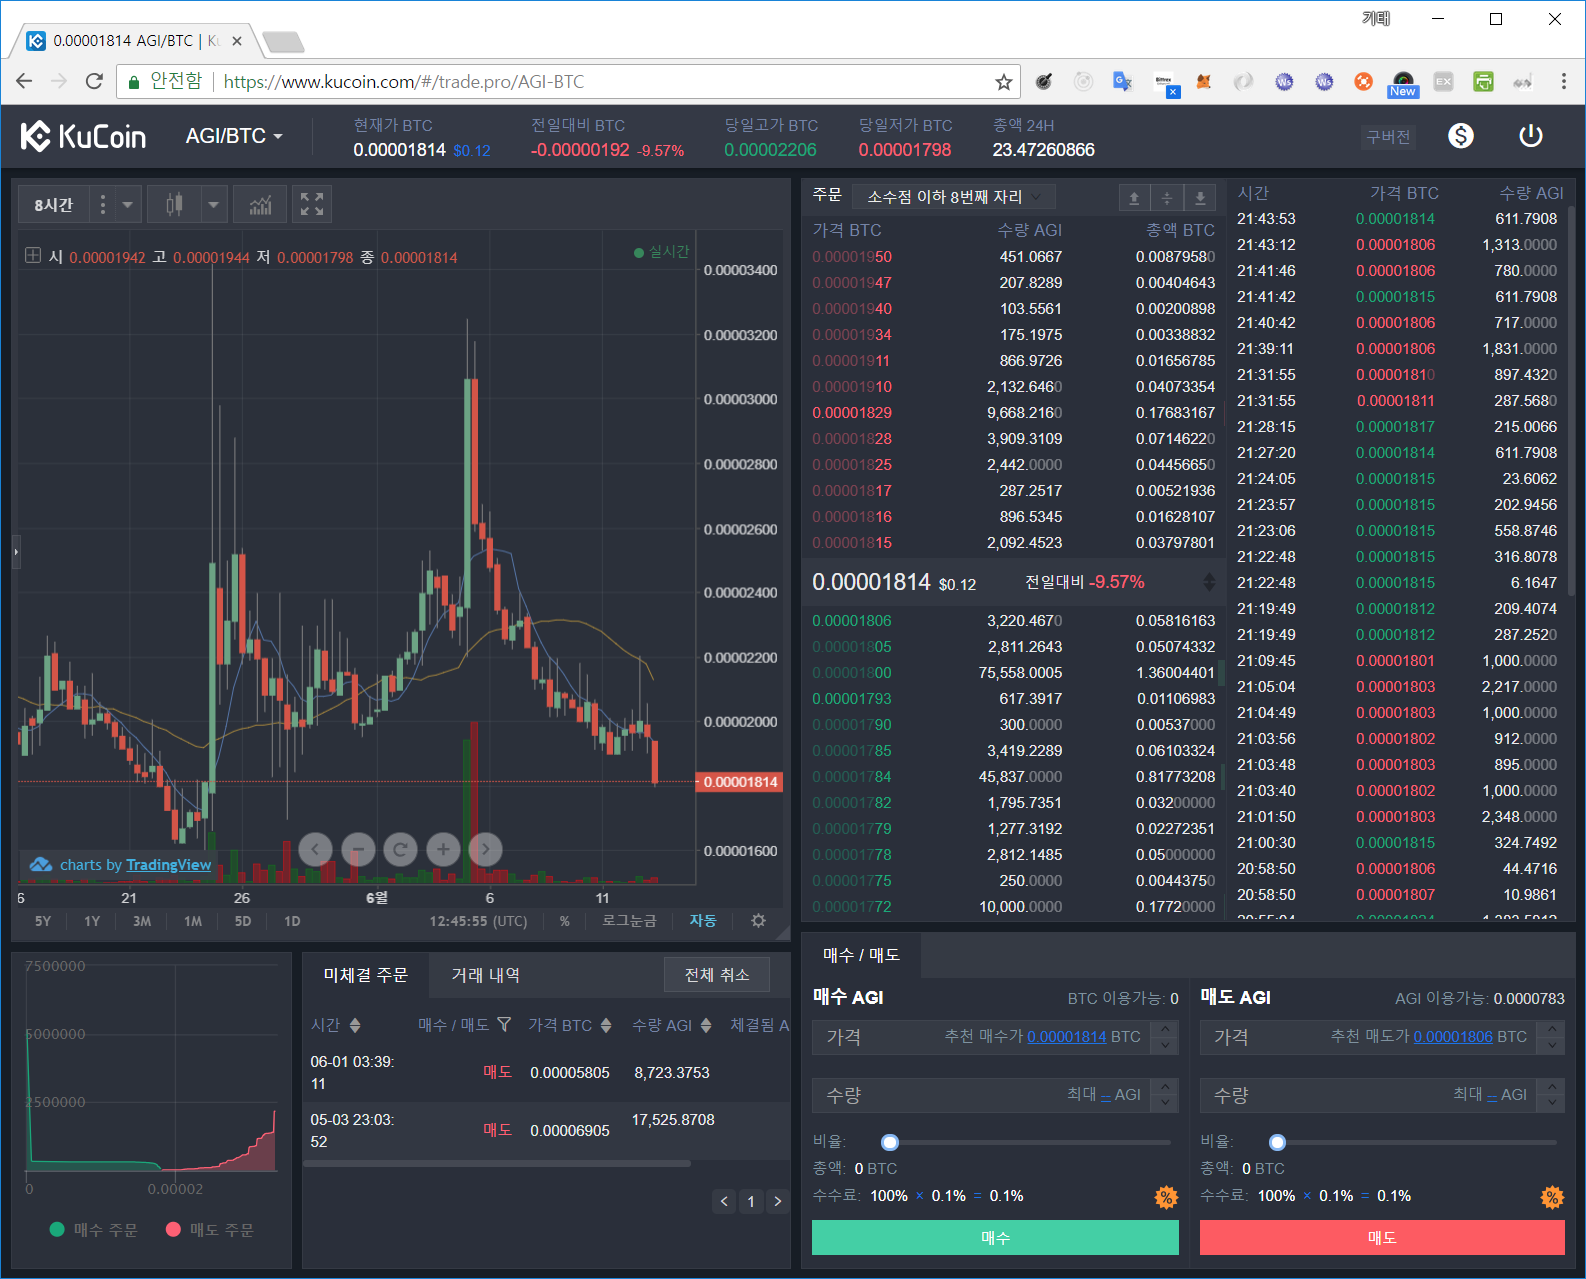 기태
0.00001814 AGI/BTC | Ku
안전함 | https://www.kucoin.com/#/trade.pro/AGI-BTC
New
KuCoin
AGI/BTC
현재가 BTC
0.00001814 $0.12
전일대비 BTC
-0.00000192 -9.57%
당일고가 BTC
0.00002206
당일저가 BTC
0.00001798
총액 24H
23.47260866
구버전
8시간
시 0.00001942 고 0.00001944 저 0.00001798 종 0.00001814
실시간
0.00003400
0.00003200
0.00003000
0.00002800
0.00002600
0.00002400
0.00002200
0.00002000
0.00001814
0.00001600
charts by TradingView
6 21 26 6월 6 11
5Y 1Y 3M 1M 5D 1D 12:45:55 (UTC) % 로그눈금 자동
주문 소수점 이하 8번째 자리
가격 BTC 수량 AGI 총액 BTC
0.00001950 451.0667 0.00879580
0.00001947 207.8289 0.00404643
0.00001940 103.5561 0.00200898
0.00001934 175.1975 0.00338832
0.00001911 866.9726 0.01656785
0.00001910 2,132.6460 0.04073354
0.00001829 9,668.2160 0.17683167
0.00001828 3,909.3109 0.07146220
0.00001825 2,442.0000 0.04456650
0.00001817 287.2517 0.00521936
0.00001816 896.5345 0.01628107
0.00001815 2,092.4523 0.03797801
0.00001814 $0.12 전일대비 -9.57%
0.00001806 3,220.4670 0.05816163
0.00001805 2,811.2643 0.05074332
0.00001800 75,558.0005 1.36004401
0.00001793 617.3917 0.01106983
0.00001790 300.0000 0.00537000
0.00001785 3,419.2289 0.06103324
0.00001784 45,837.0000 0.81773208
0.00001782 1,795.7351 0.03200000
0.00001779 1,277.3192 0.02272351
0.00001778 2,812.1485 0.05000000
0.00001775 250.0000 0.00443750
0.00001772 10,000.0000 0.17720000
시간 가격 BTC 수량 AGI
21:43:53 0.00001814 611.7908
21:43:12 0.00001806 1,313.0000
21:41:46 0.00001806 780.0000
21:41:42 0.00001815 611.7908
21:40:42 0.00001806 717.0000
21:39:11 0.00001806 1,831.0000
21:31:55 0.00001810 897.4320
21:31:55 0.00001811 287.5680
21:28:15 0.00001817 215.0066
21:27:20 0.00001814 611.7908
21:24:05 0.00001815 23.6062
21:23:57 0.00001815 202.9456
21:23:06 0.00001815 558.8746
21:22:48 0.00001815 316.8078
21:22:48 0.00001815 6.1647
21:19:49 0.00001812 209.4074
21:19:49 0.00001812 287.2520
21:09:45 0.00001801 1,000.0000
21:05:04 0.00001803 2,217.0000
21:04:49 0.00001803 1,000.0000
21:03:56 0.00001802 912.0000
21:03:48 0.00001803 895.0000
21:03:40 0.00001802 1,000.0000
21:01:50 0.00001803 2,348.0000
21:00:30 0.00001815 324.7492
20:58:50 0.00001806 44.4716
20:58:50 0.00001807 10.9861
7500000
5000000
2500000
0 0.00002
매수 주문 매도 주문
미체결 주문 거래 내역 전체 취소
시간 매수 / 매도 가격 BTC 수량 AGI 체결됨 A
06-01 03:39:11 매도 0.00005805 8,723.3753
05-03 23:03:52 매도 0.00006905 17,525.8708
1
매수 / 매도
매수 AGI BTC 이용가능: 0
가격 추천 매수가 0.00001814 BTC
수량 최대 -- AGI
비율:
총액: 0 BTC
수수료: 100% × 0.1% = 0.1%
매수
매도 AGI AGI 이용가능: 0.0000783
가격 추천 매도가 0.00001806 BTC
수량 최대 -- AGI
비율:
총액: 0 BTC
수수료: 100% × 0.1% = 0.1%
매도